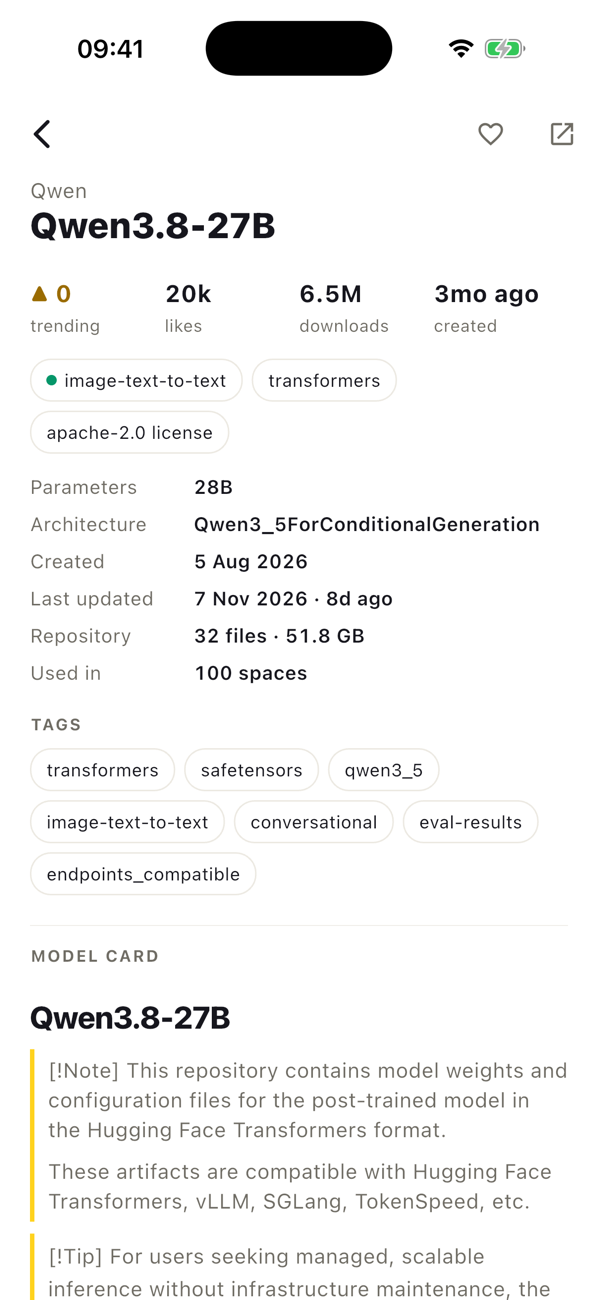 09:41
Qwen
Qwen3.8-27B
▲ 0
trending
20k
likes
6.5M
downloads
3mo ago
created
image-text-to-text
transformers
apache-2.0 license
Parameters 28B
Architecture Qwen3_5ForConditionalGeneration
Created 5 Aug 2026
Last updated 7 Nov 2026 · 8d ago
Repository 32 files · 51.8 GB
Used in 100 spaces
TAGS
transformers safetensors qwen3_5
image-text-to-text conversational eval-results
endpoints_compatible
MODEL CARD
Qwen3.8-27B
[!Note] This repository contains model weights and
configuration files for the post-trained model in
the Hugging Face Transformers format.
These artifacts are compatible with Hugging Face
Transformers, vLLM, SGLang, TokenSpeed, etc.
[!Tip] For users seeking managed, scalable
inference without infrastructure maintenance, the